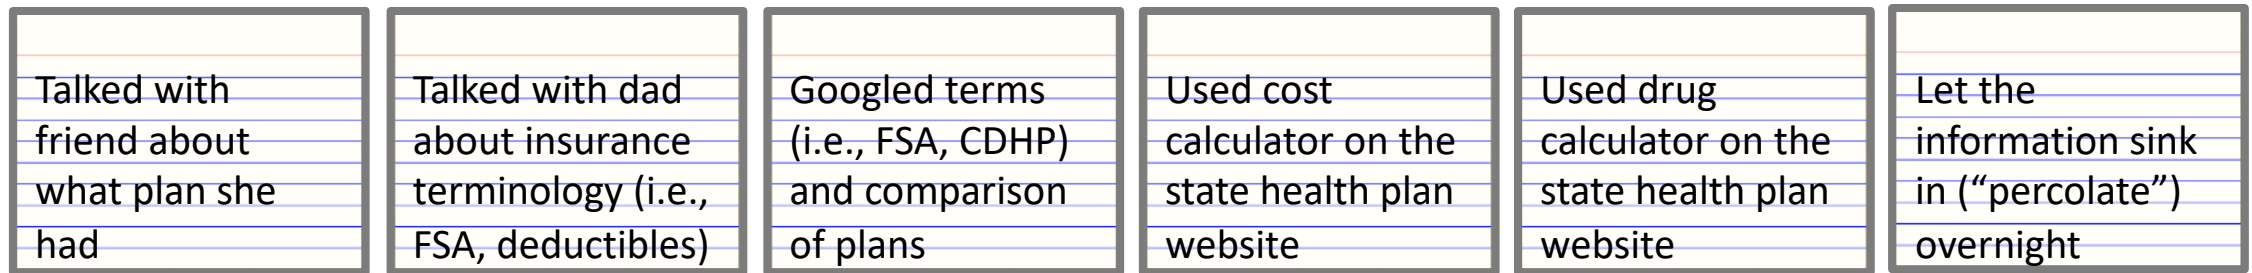 Talked with
friend about
what plan she
had
Talked with dad
about insurance
terminology (i.e.,
FSA, deductibles)
Googled terms
(i.e., FSA, CDHP)
and comparison
of plans
Used cost
calculator on the
state health plan
website
Used drug
calculator on the
state health plan
website
Let the
information sink
in (“percolate”)
overnight